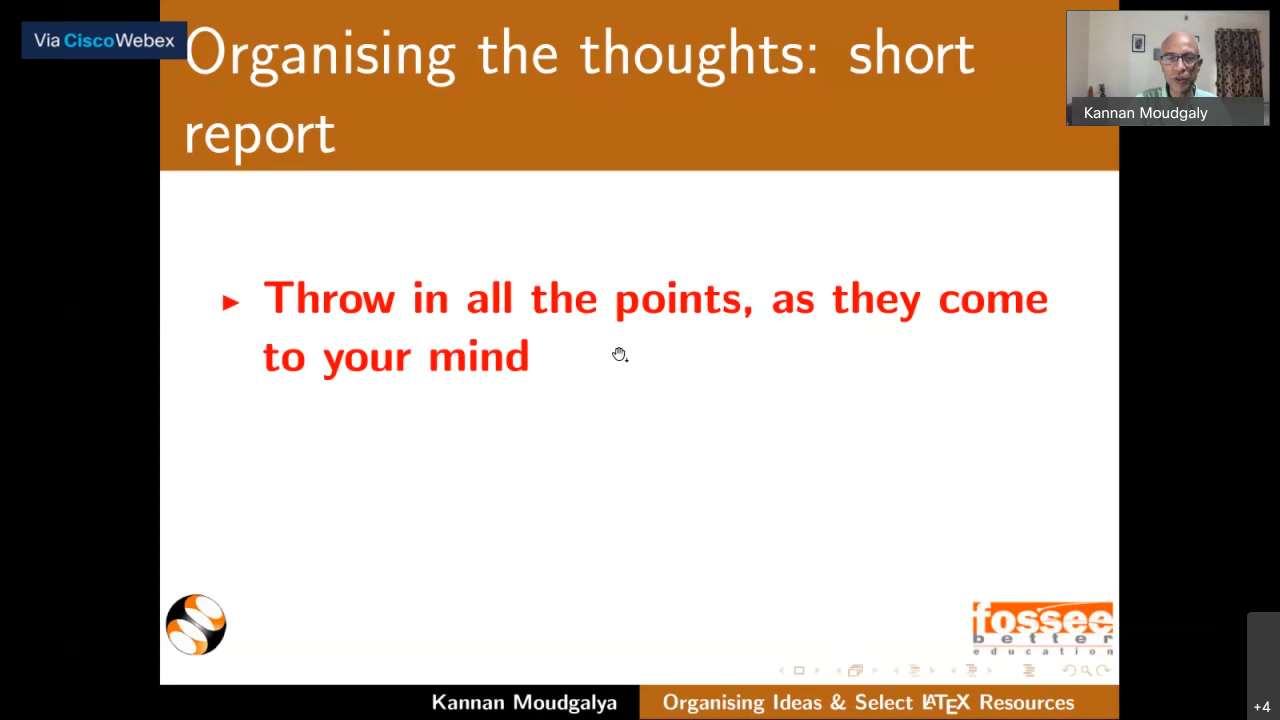 Via CiscoWebex
Organising the thoughts: short
report
Kannan Moudgaly
Throw in all the points, as they come
to your mind
fossee
better
education
Kannan Moudgalya
Organising Ideas & Select LATEX Resources
+4